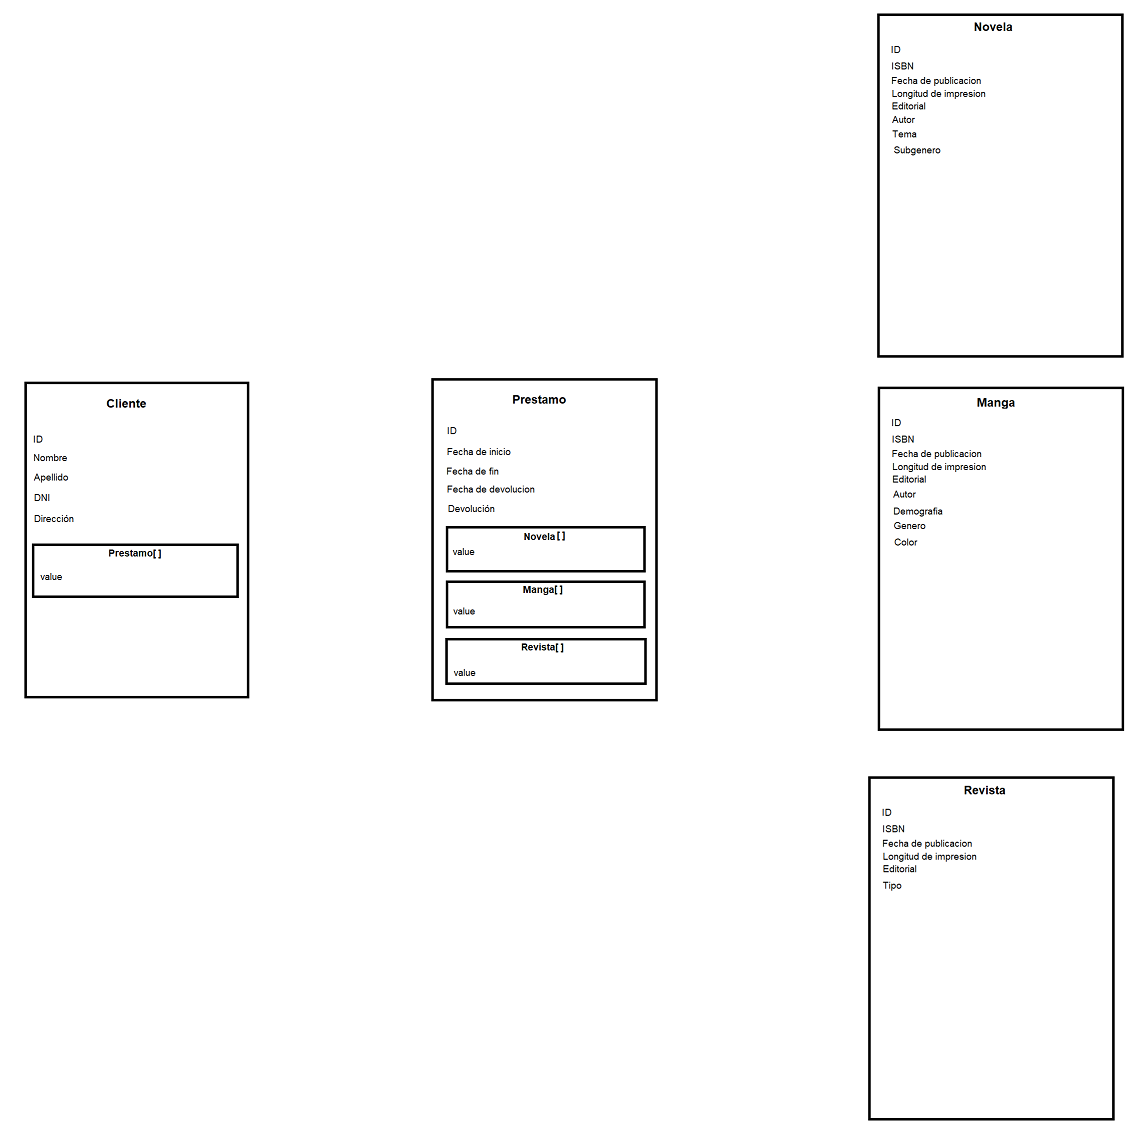 Novela
ID
ISBN
Fecha de publicacion
Longitud de impresion
Editorial
Autor
Tema
Subgenero
Cliente
ID
Nombre
Apellido
DNI
Dirección
Prestamo[ ]
value
Prestamo
ID
Fecha de inicio
Fecha de fin
Fecha de devolucion
Devolución
Novela [ ]
value
Manga[ ]
value
Revista[ ]
value
Manga
ID
ISBN
Fecha de publicacion
Longitud de impresion
Editorial
Autor
Demografia
Genero
Color
Revista
ID
ISBN
Fecha de publicacion
Longitud de impresion
Editorial
Tipo